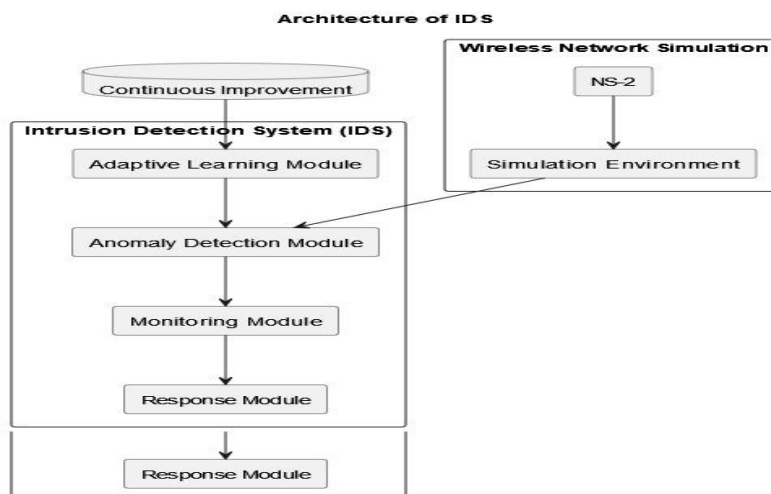 Architecture of IDS
Wireless Network Simulation
NS-2
Simulation Environment
Continuous Improvement
Intrusion Detection System (IDS)
Adaptive Learning Module
Anomaly Detection Module
Monitoring Module
Response Module
Response Module